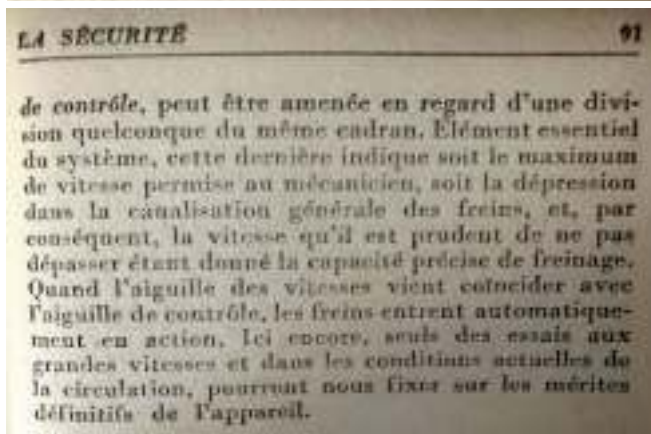 LA SÉCURITÉ 91
de contrôle, peut être amenée en regard d'une divi-
sion quelconque du même cadran. Élément essentiel
du système, cette dernière indique soit le maximum
de vitesse permise au mécanicien, soit la dépression
dans la canalisation générale des freins, et, par
conséquent, la vitesse qu'il est prudent de ne pas
dépasser étant donné la capacité précise de freinage.
Quand l'aiguille des vitesses vient coïncider avec
l'aiguille de contrôle, les freins entrent automatique-
ment en action. Ici encore, seuls des essais aux
grandes vitesses et dans les conditions actuelles de
la circulation, pourront nous fixer sur les mérites
définitifs de l'appareil.